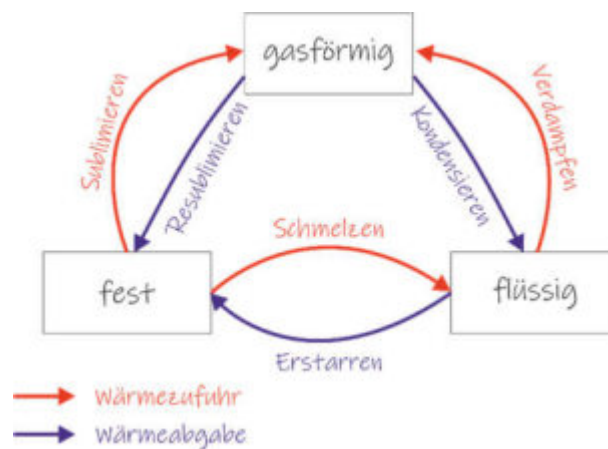 gasförmig
Sublimieren
Resublimieren
Kondensieren
Verdampfen
Schmelzen
fest
flüssig
Erstarren
Wärmezufuhr
Wärmeabgabe